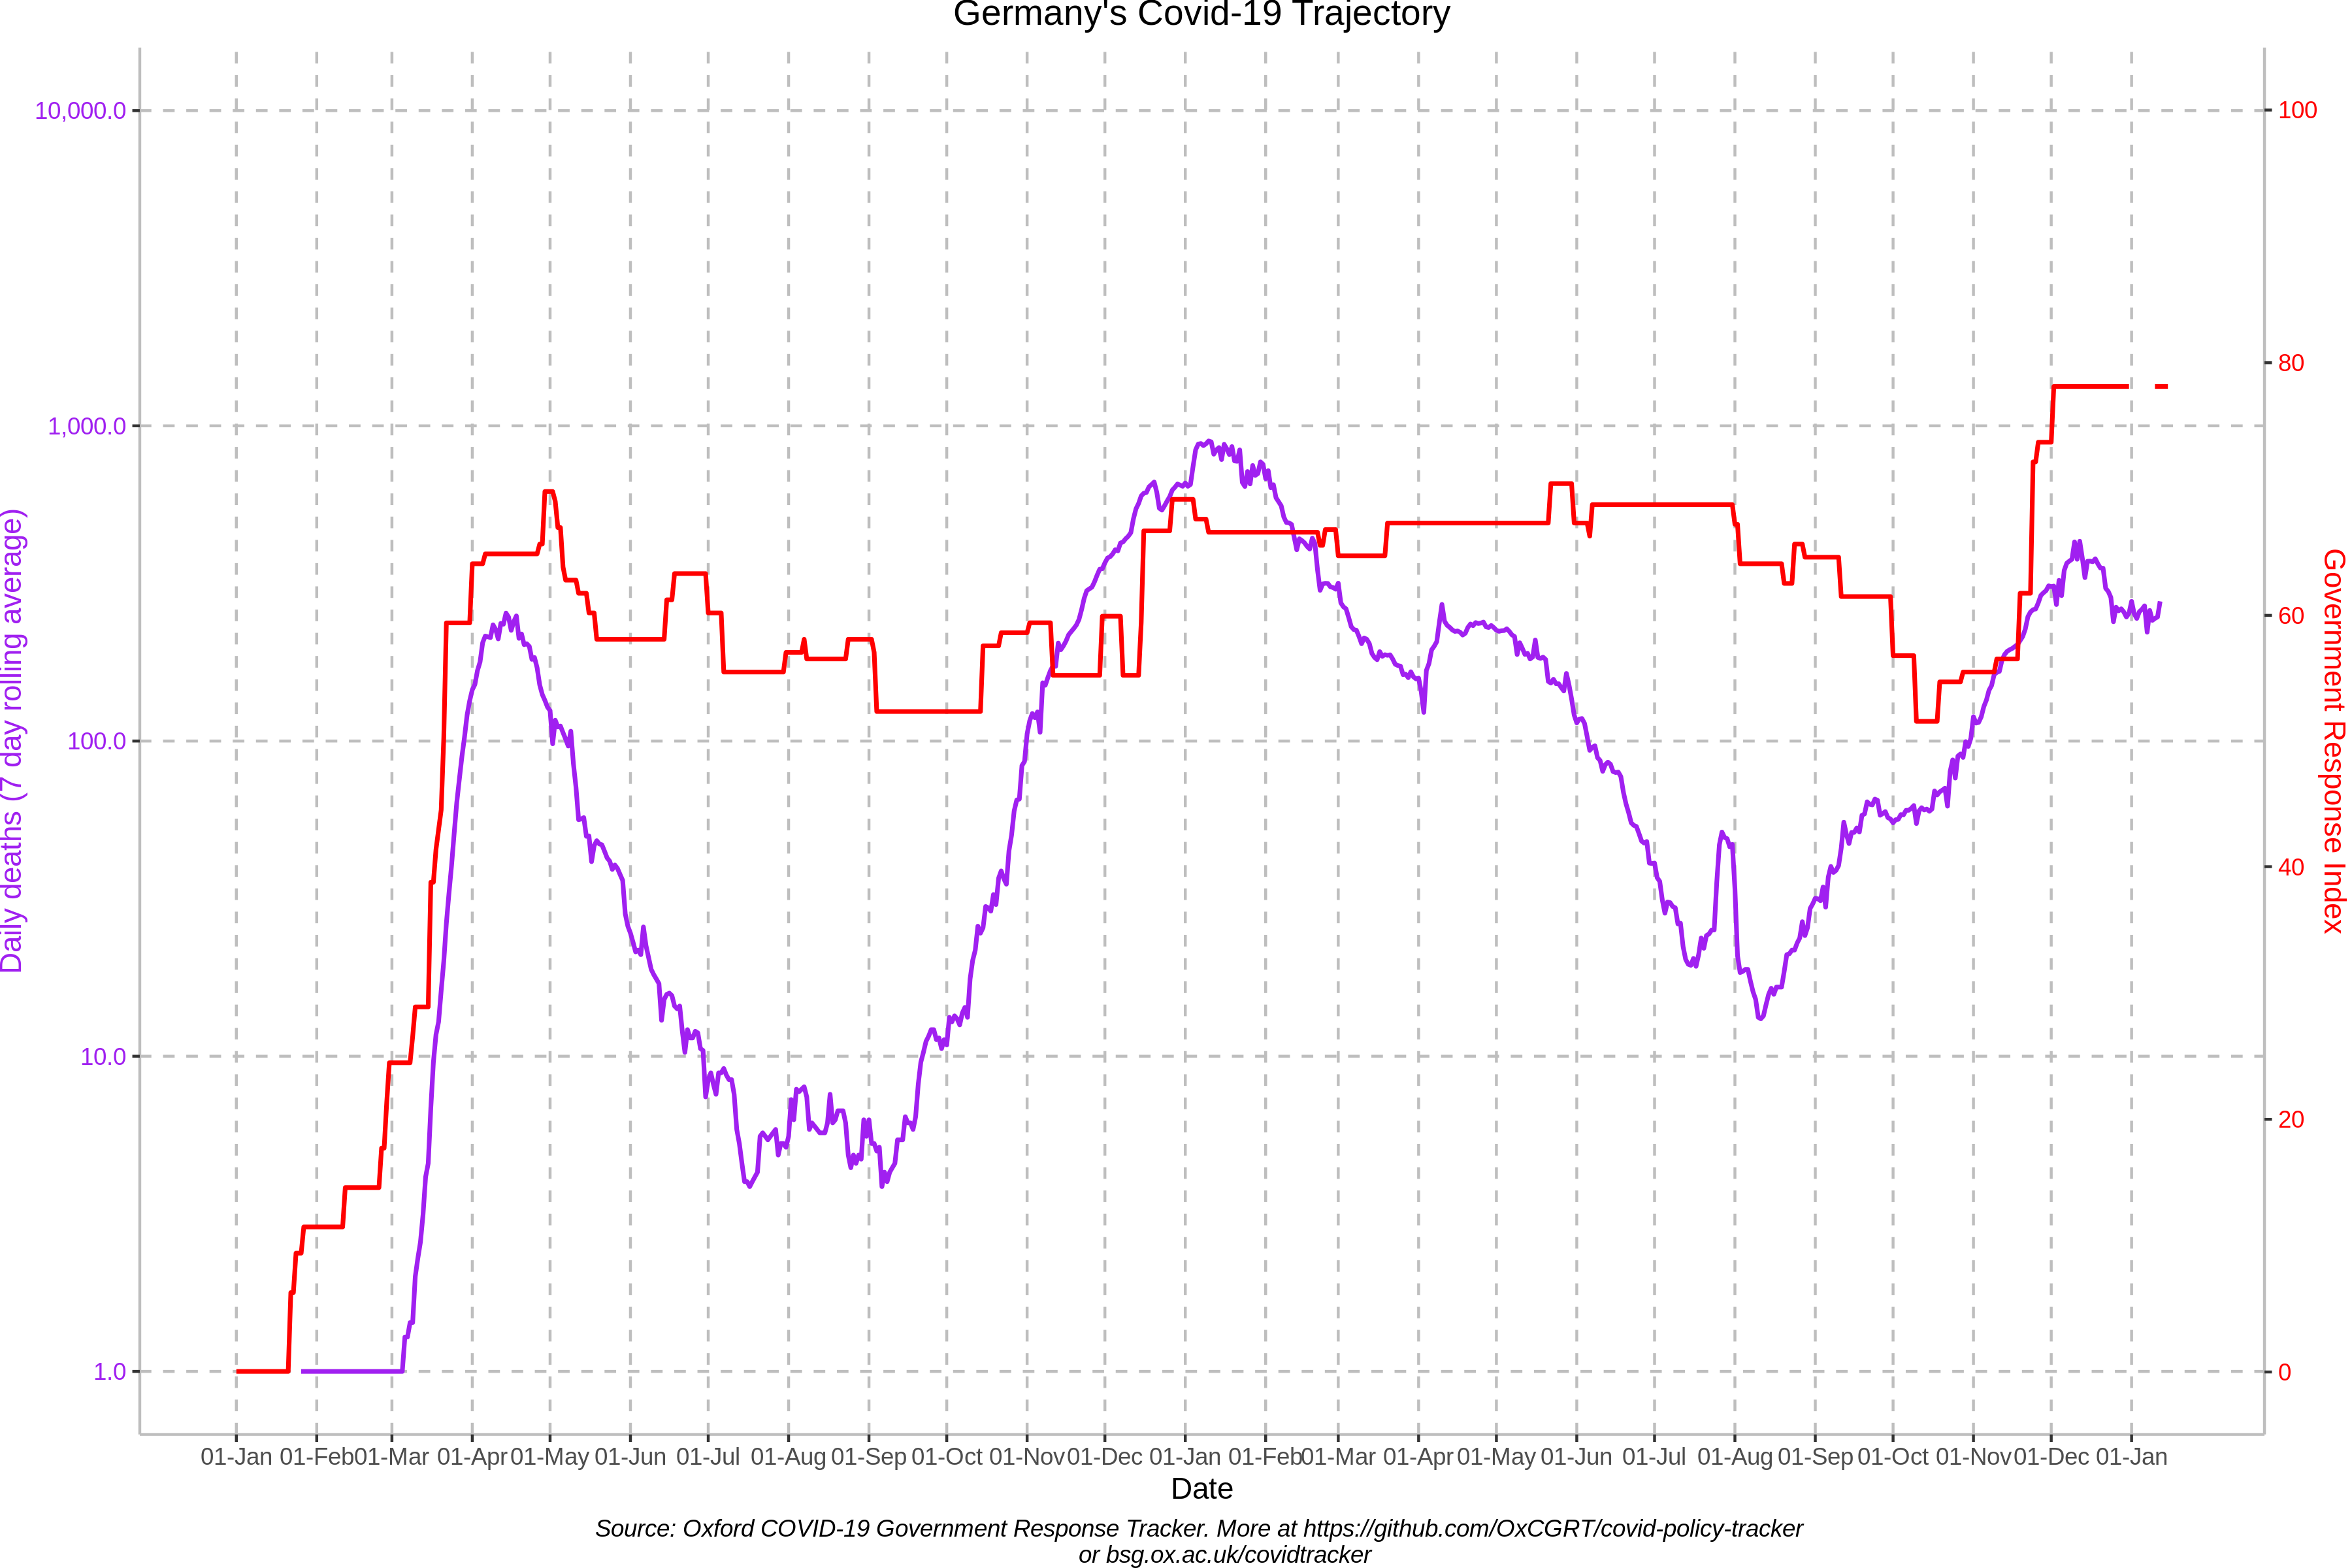 Germany's Covid-19 Trajectory
10,000.0
1,000.0
100.0
10.0
1.0
Daily deaths (7 day rolling average)
100
80
60
40
20
0
Government Response Index
01-Jan 01-Feb 01-Mar 01-Apr 01-May 01-Jun 01-Jul 01-Aug 01-Sep 01-Oct 01-Nov 01-Dec 01-Jan 01-Feb 01-Mar 01-Apr 01-May 01-Jun 01-Jul 01-Aug 01-Sep 01-Oct 01-Nov 01-Dec 01-Jan
Date
Source: Oxford COVID-19 Government Response Tracker. More at https://github.com/OxCGRT/covid-policy-tracker
or bsg.ox.ac.uk/covidtracker